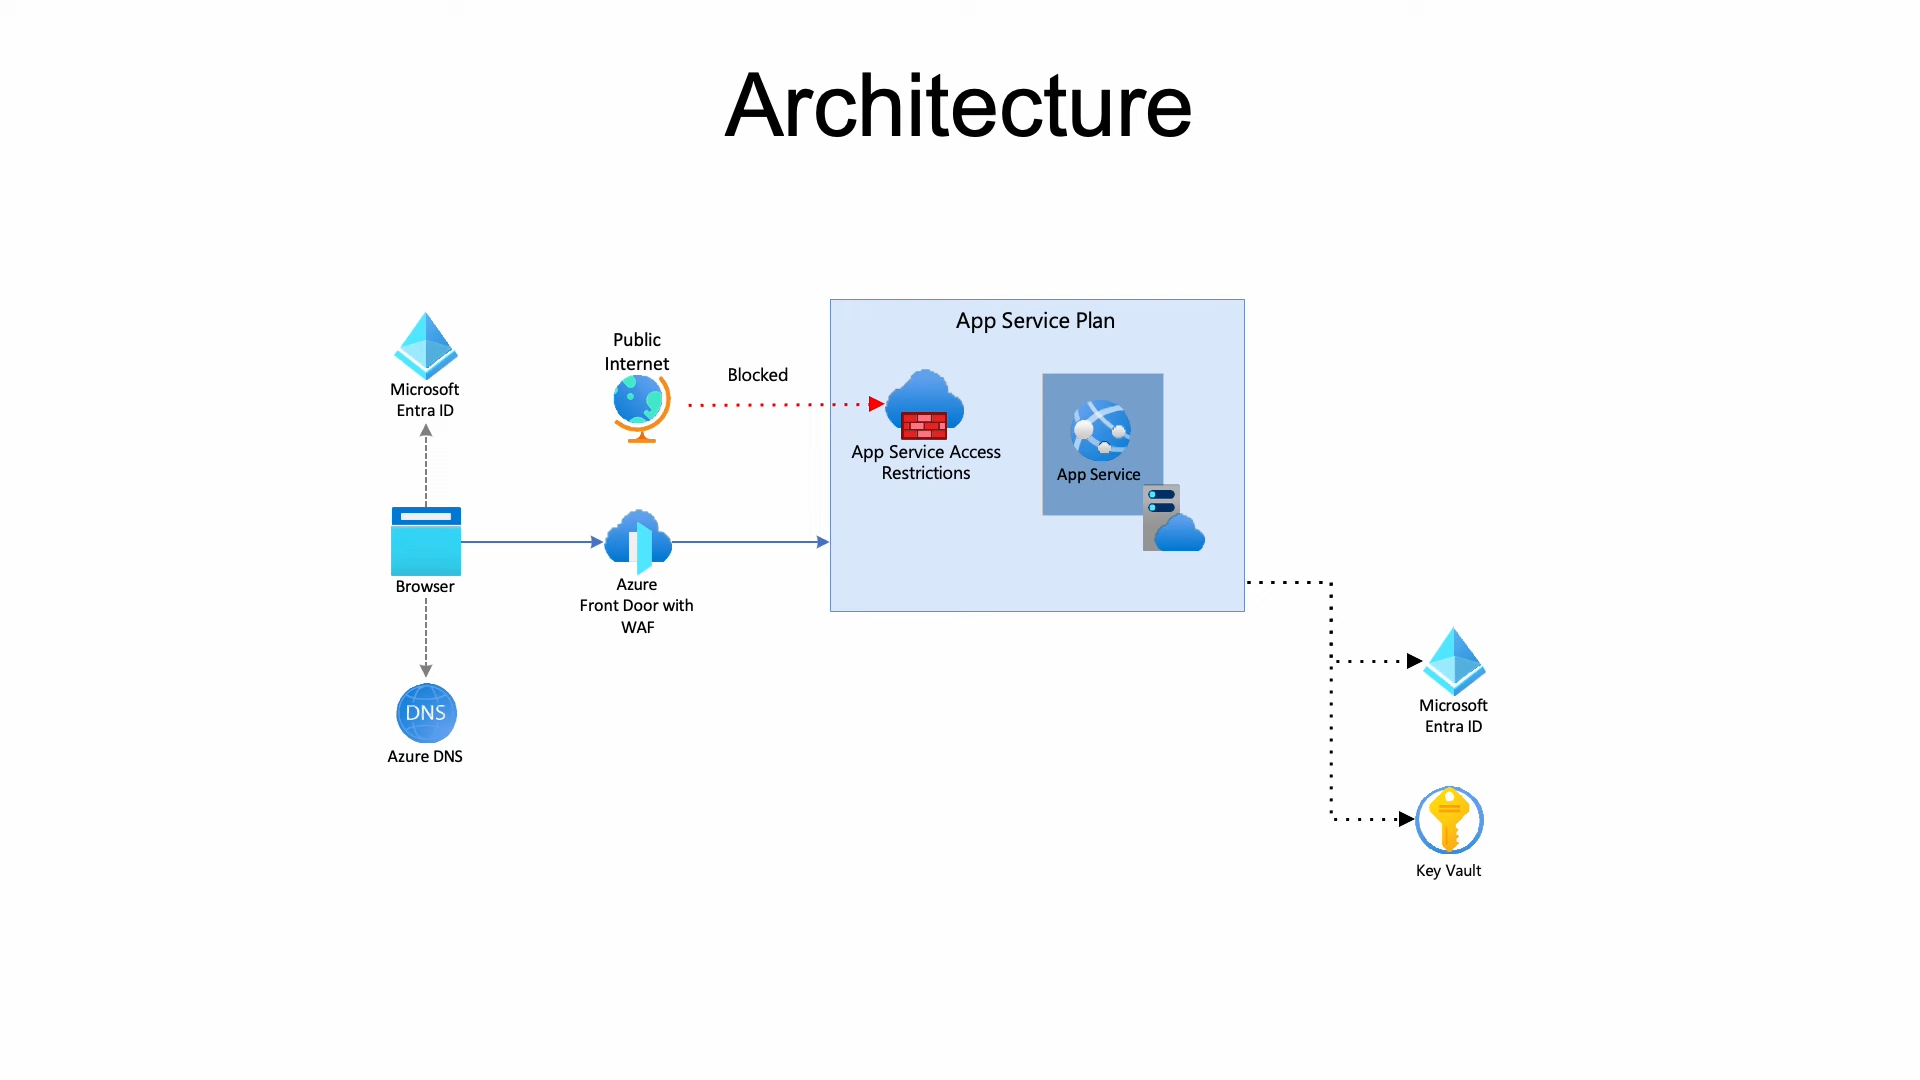 Architecture
App Service Plan
Public
Internet
Blocked
Microsoft
Entra ID
App Service Access
Restrictions
App Service
Browser
Azure
Front Door with
WAF
DNS
Azure DNS
Microsoft
Entra ID
Key Vault